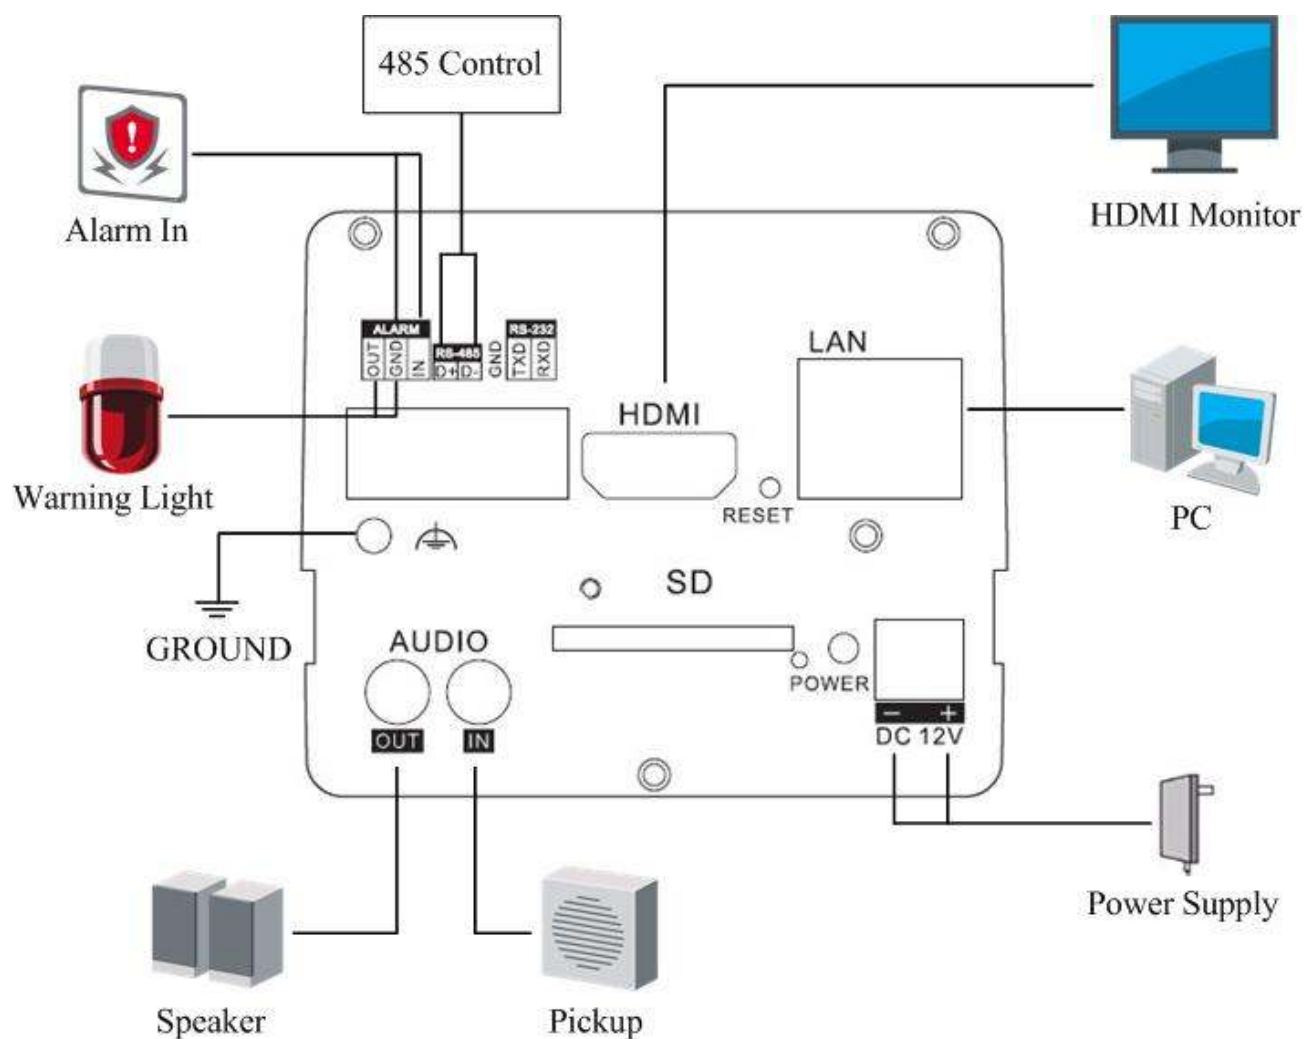 485 Control
Alarm In
HDMI Monitor
ALARM
OUT
GND
IN
RS-485
D+
D-
GND
RS-232
TXD
RXD
LAN
HDMI
Warning Light
RESET
PC
SD
GROUND
AUDIO
POWER
OUT
IN
- +
DC 12V
Power Supply
Speaker
Pickup